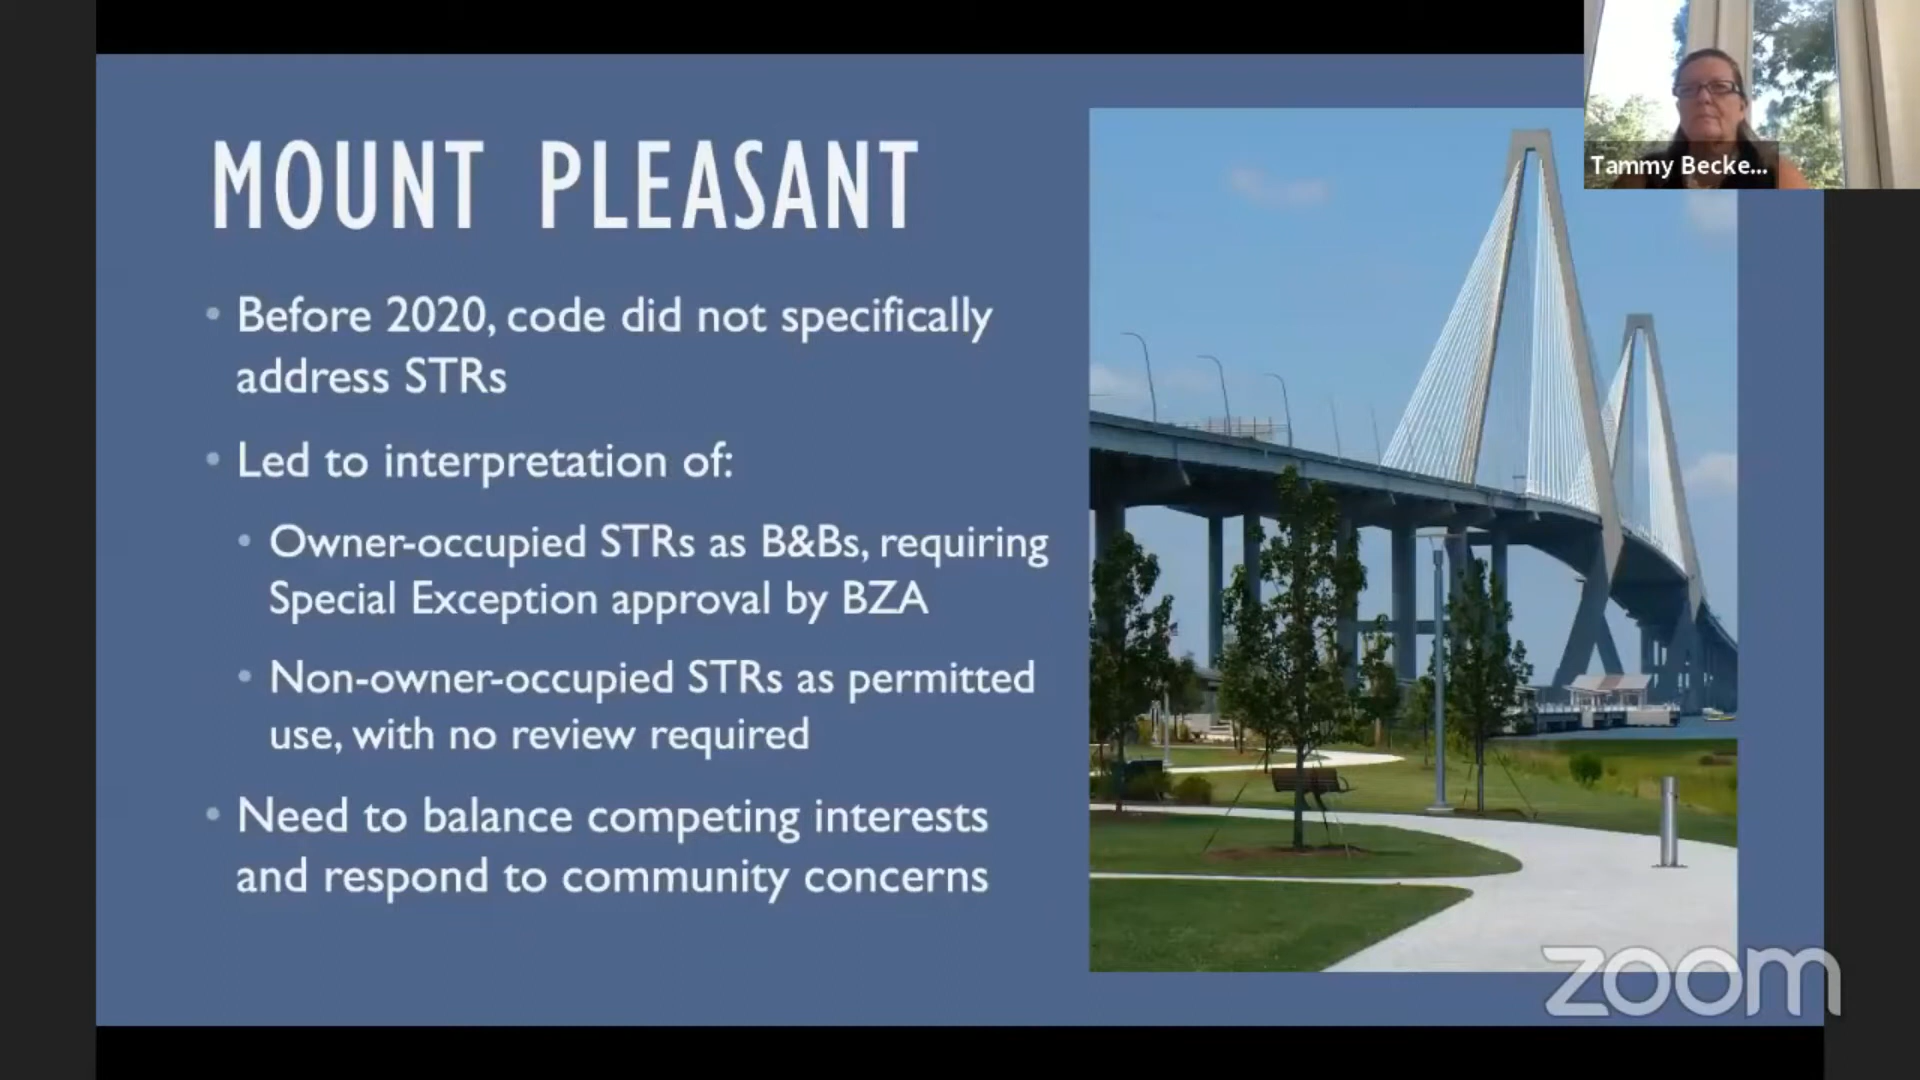 Tammy Becke...
MOUNT PLEASANT
• Before 2020, code did not specifically
address STRs
• Led to interpretation of:
• Owner-occupied STRs as B&Bs, requiring
Special Exception approval by BZA
• Non-owner-occupied STRs as permitted
use, with no review required
• Need to balance competing interests
and respond to community concerns
zoom